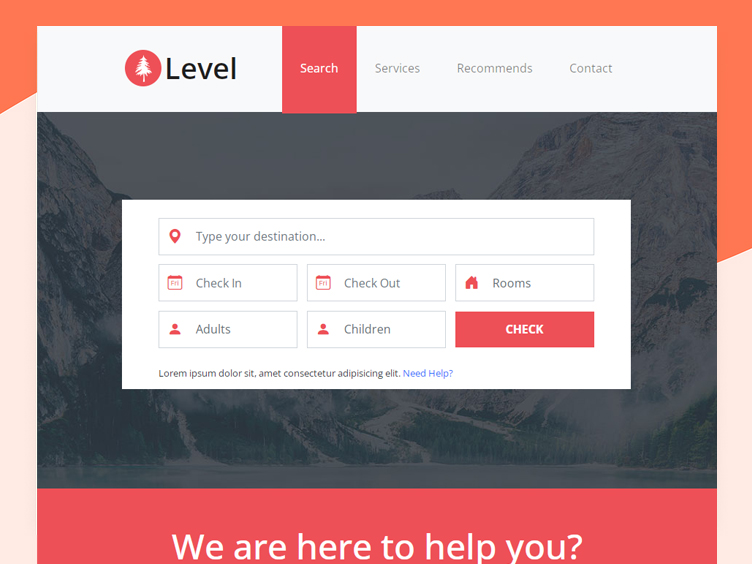 Level
Search Services Recommends Contact
Type your destination...
Check In Check Out Rooms
Adults Children CHECK
Lorem ipsum dolor sit, amet consectetur adipisicing elit. Need Help?
We are here to help you?